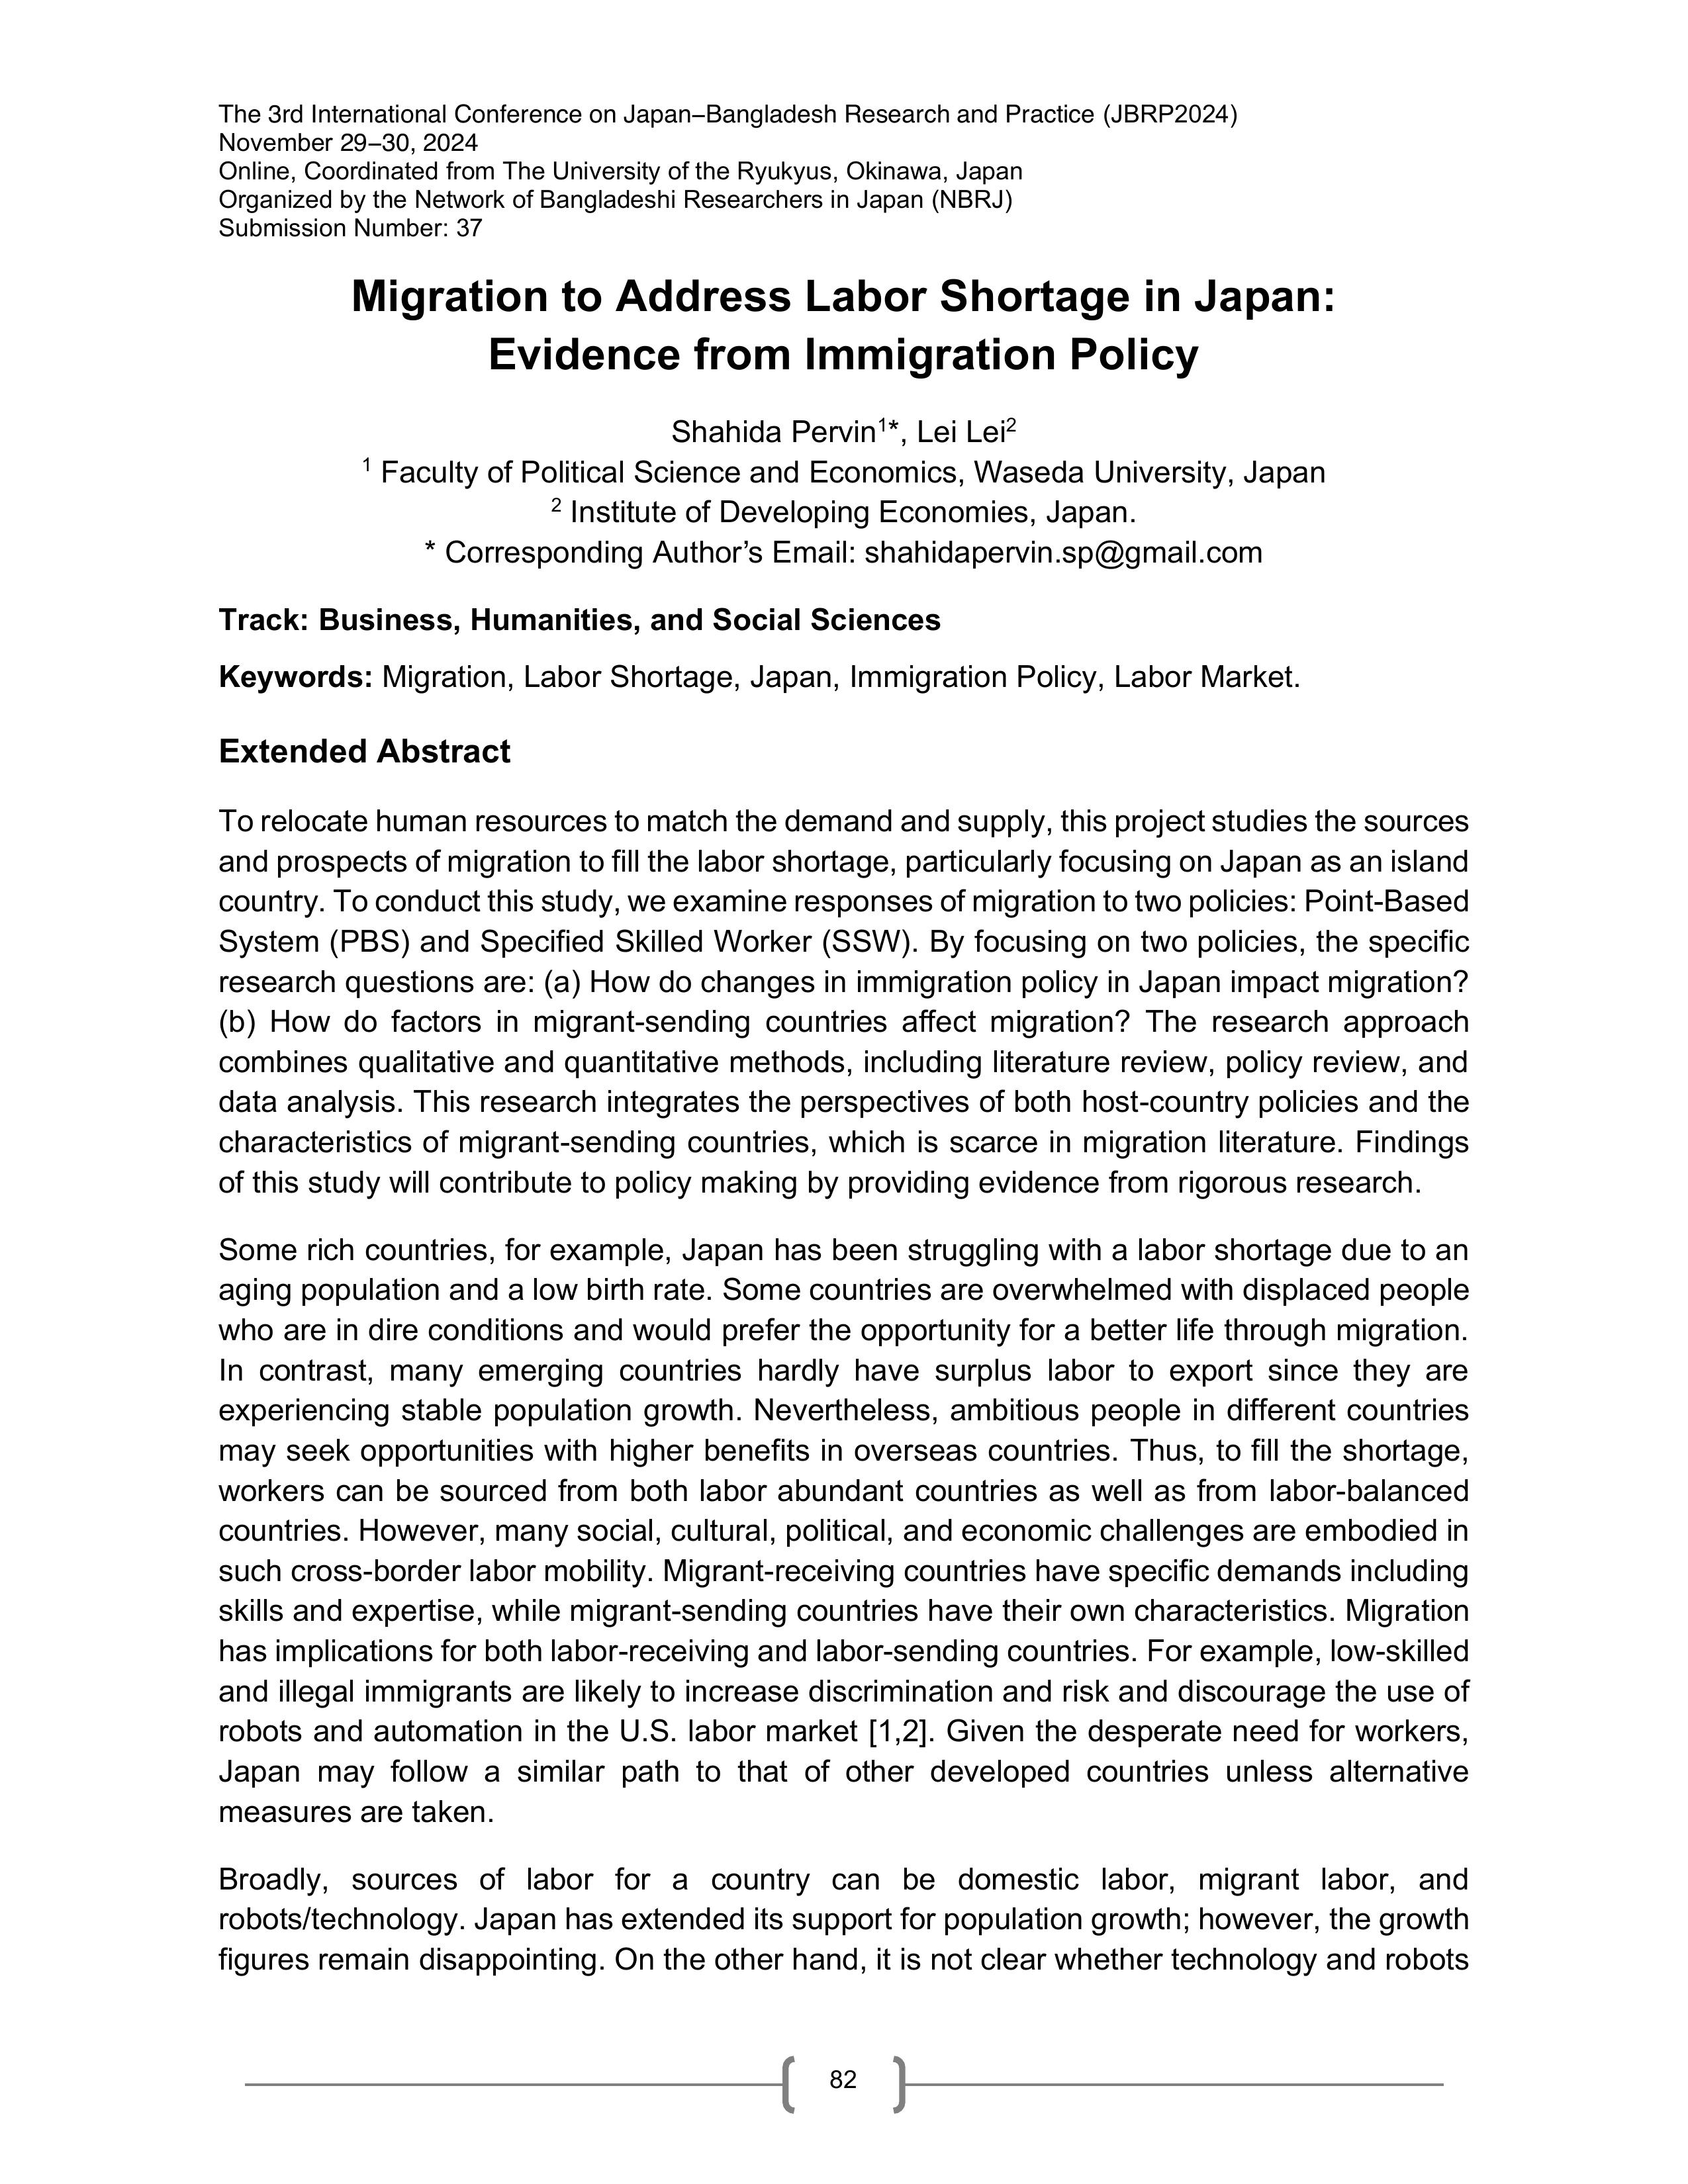 The 3rd International Conference on Japan–Bangladesh Research and Practice (JBRP2024)
November 29–30, 2024
Online, Coordinated from The University of the Ryukyus, Okinawa, Japan
Organized by the Network of Bangladeshi Researchers in Japan (NBRJ)
Submission Number: 37
Migration to Address Labor Shortage in Japan:
Evidence from Immigration Policy
Shahida Pervin1*, Lei Lei2
1 Faculty of Political Science and Economics, Waseda University, Japan
2 Institute of Developing Economies, Japan.
* Corresponding Author’s Email: shahidapervin.sp@gmail.com
Track: Business, Humanities, and Social Sciences
Keywords: Migration, Labor Shortage, Japan, Immigration Policy, Labor Market.
Extended Abstract
To relocate human resources to match the demand and supply, this project studies the sources
and prospects of migration to fill the labor shortage, particularly focusing on Japan as an island
country. To conduct this study, we examine responses of migration to two policies: Point-Based
System (PBS) and Specified Skilled Worker (SSW). By focusing on two policies, the specific
research questions are: (a) How do changes in immigration policy in Japan impact migration?
(b) How do factors in migrant-sending countries affect migration? The research approach
combines qualitative and quantitative methods, including literature review, policy review, and
data analysis. This research integrates the perspectives of both host-country policies and the
characteristics of migrant-sending countries, which is scarce in migration literature. Findings
of this study will contribute to policy making by providing evidence from rigorous research.
Some rich countries, for example, Japan has been struggling with a labor shortage due to an
aging population and a low birth rate. Some countries are overwhelmed with displaced people
who are in dire conditions and would prefer the opportunity for a better life through migration.
In contrast, many emerging countries hardly have surplus labor to export since they are
experiencing stable population growth. Nevertheless, ambitious people in different countries
may seek opportunities with higher benefits in overseas countries. Thus, to fill the shortage,
workers can be sourced from both labor abundant countries as well as from labor-balanced
countries. However, many social, cultural, political, and economic challenges are embodied in
such cross-border labor mobility. Migrant-receiving countries have specific demands including
skills and expertise, while migrant-sending countries have their own characteristics. Migration
has implications for both labor-receiving and labor-sending countries. For example, low-skilled
and illegal immigrants are likely to increase discrimination and risk and discourage the use of
robots and automation in the U.S. labor market [1,2]. Given the desperate need for workers,
Japan may follow a similar path to that of other developed countries unless alternative
measures are taken.
Broadly, sources of labor for a country can be domestic labor, migrant labor, and
robots/technology. Japan has extended its support for population growth; however, the growth
figures remain disappointing. On the other hand, it is not clear whether technology and robots
82